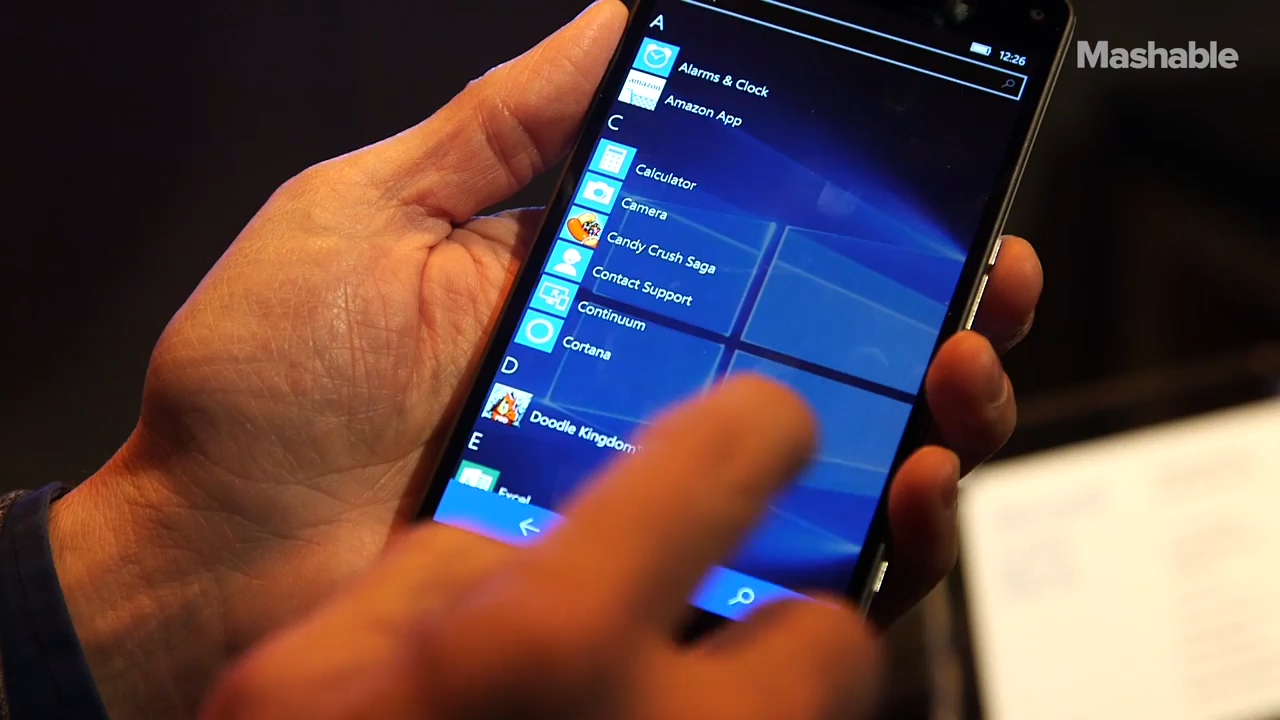 Mashable
A
12:26
Alarms & Clock
amazon
Amazon App
C
Calculator
Camera
Candy Crush Saga
Contact Support
Continuum
Cortana
D
Doodle Kingdom™
E
Excel